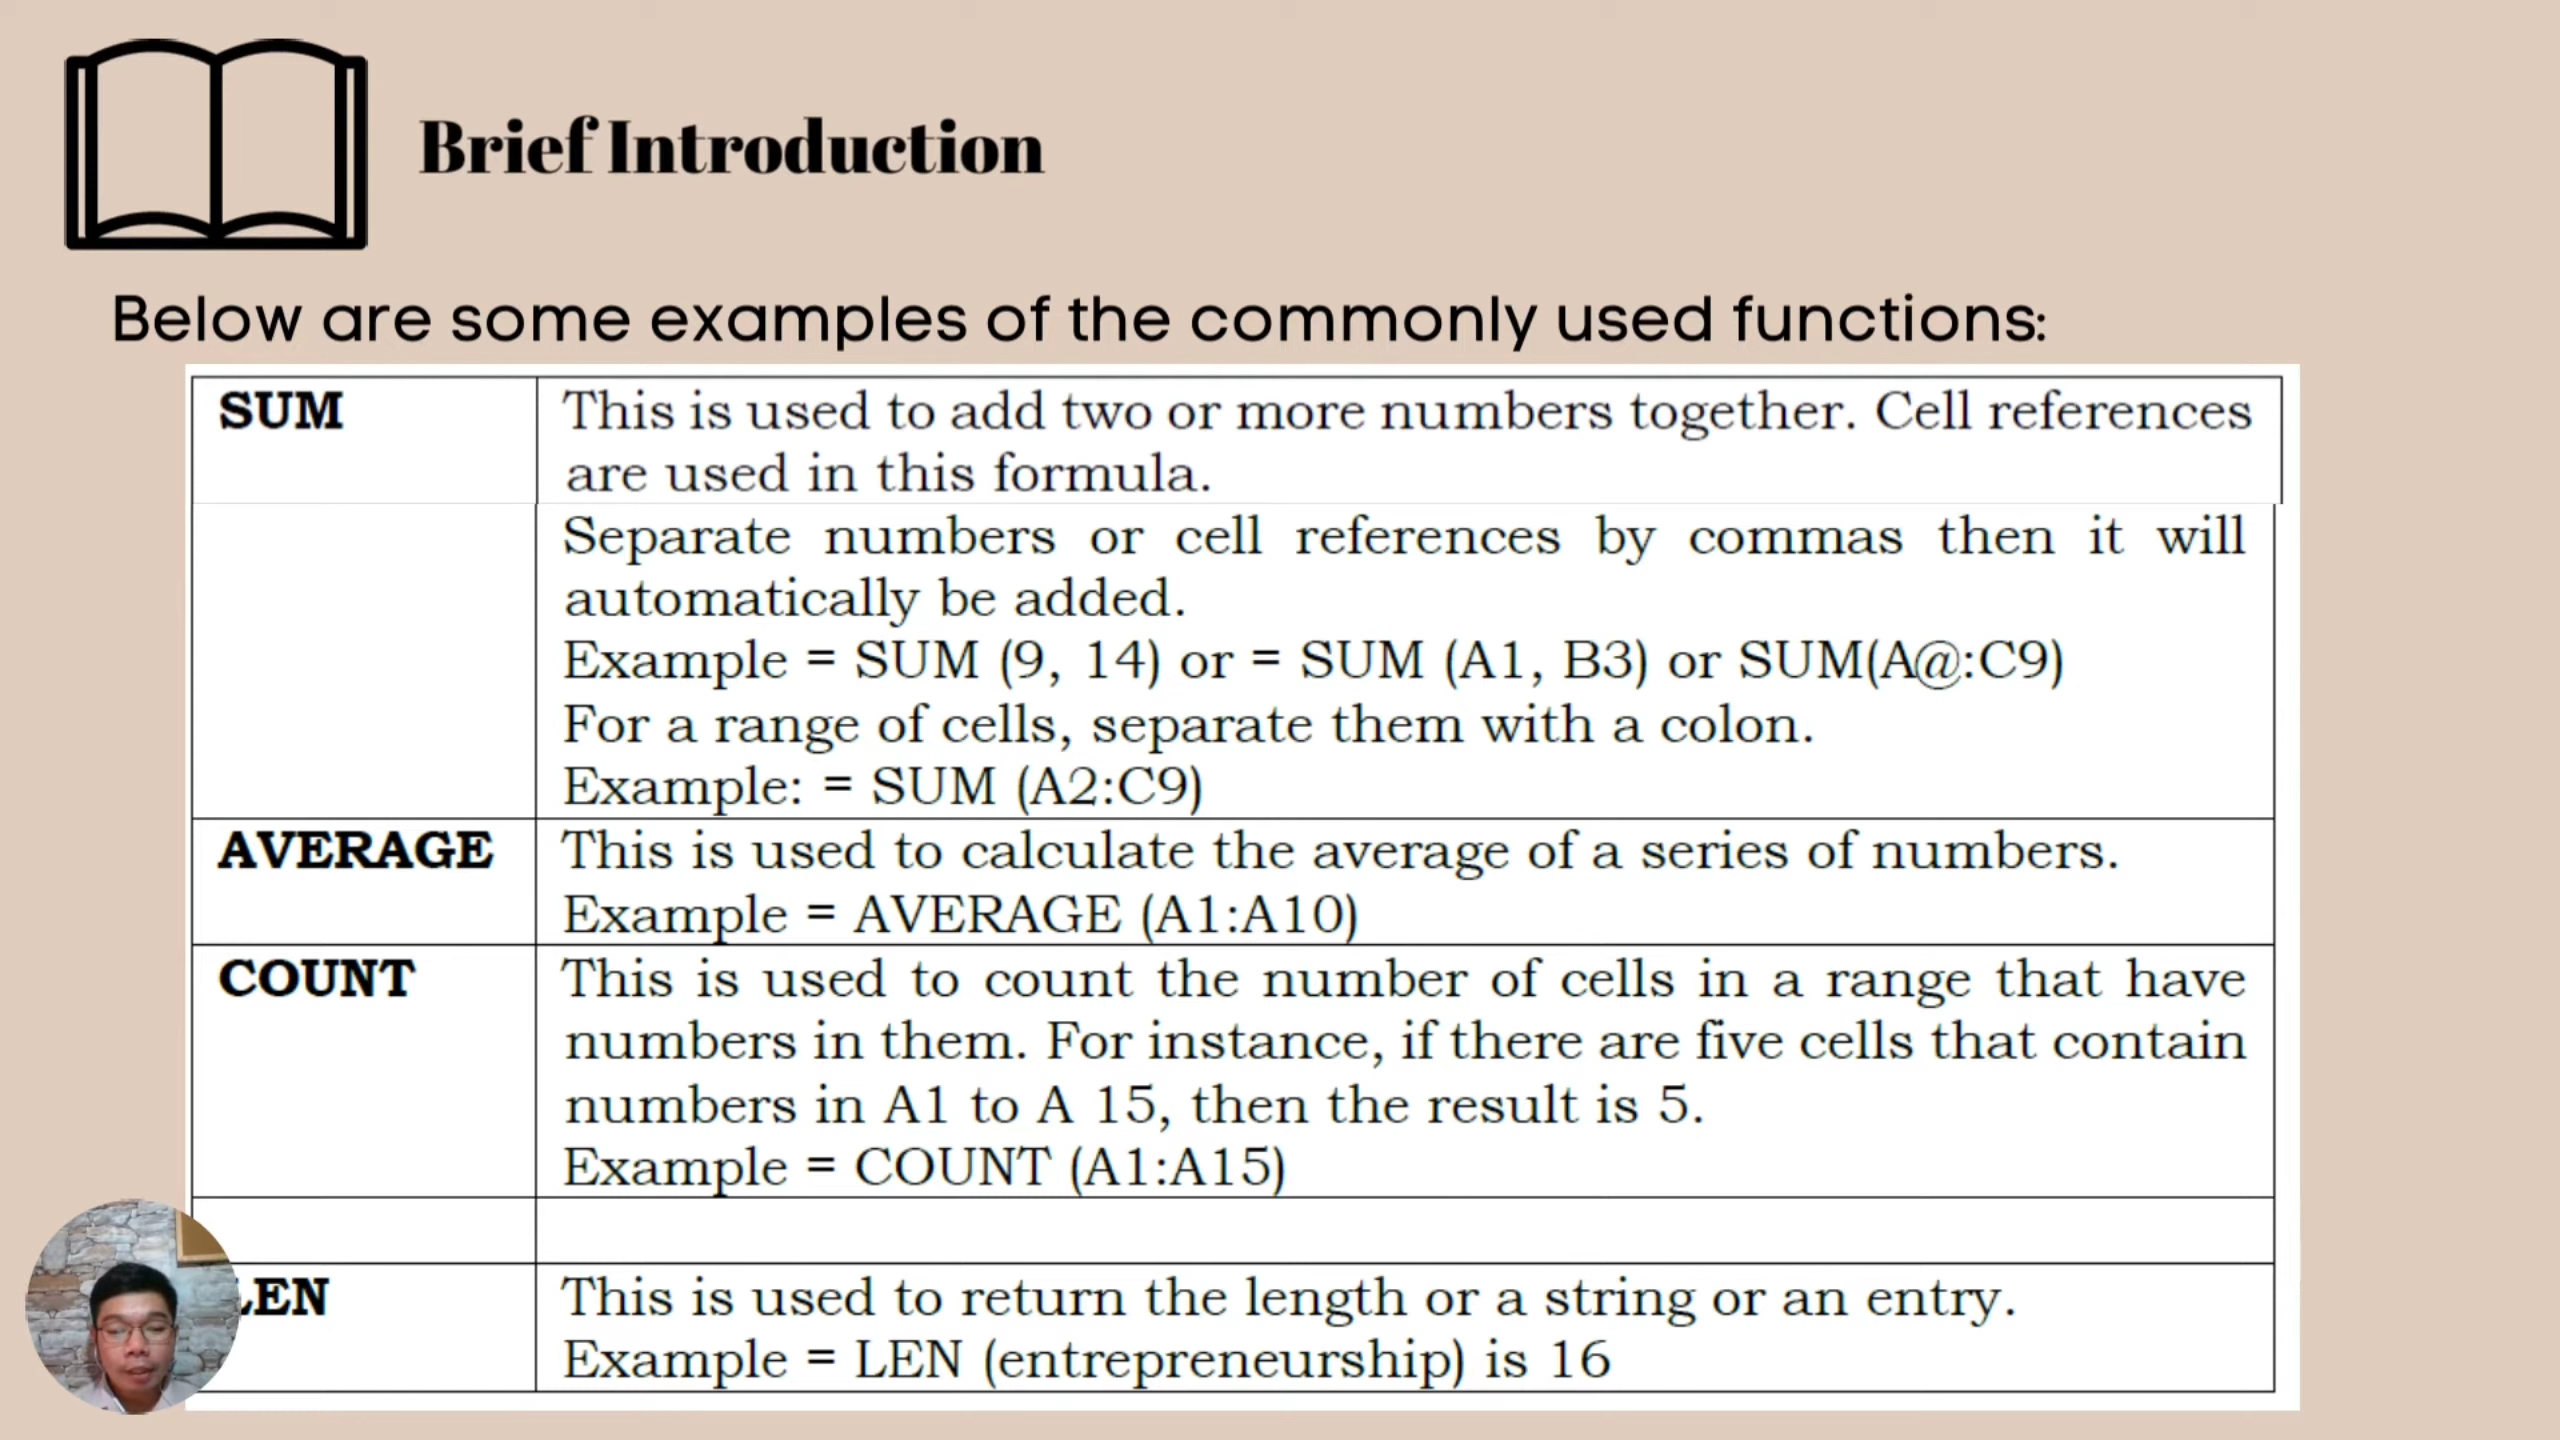 Brief Introduction
Below are some examples of the commonly used functions:
SUM
This is used to add two or more numbers together. Cell references
are used in this formula.
Separate numbers or cell references by commas then it will
automatically be added.
Example = SUM (9, 14) or = SUM (A1, B3) or SUM(A@:C9)
For a range of cells, separate them with a colon.
Example: = SUM (A2:C9)
AVERAGE
This is used to calculate the average of a series of numbers.
Example = AVERAGE (A1:A10)
COUNT
This is used to count the number of cells in a range that have
numbers in them. For instance, if there are five cells that contain
numbers in A1 to A 15, then the result is 5.
Example = COUNT (A1:A15)
LEN
This is used to return the length or a string or an entry.
Example = LEN (entrepreneurship) is 16